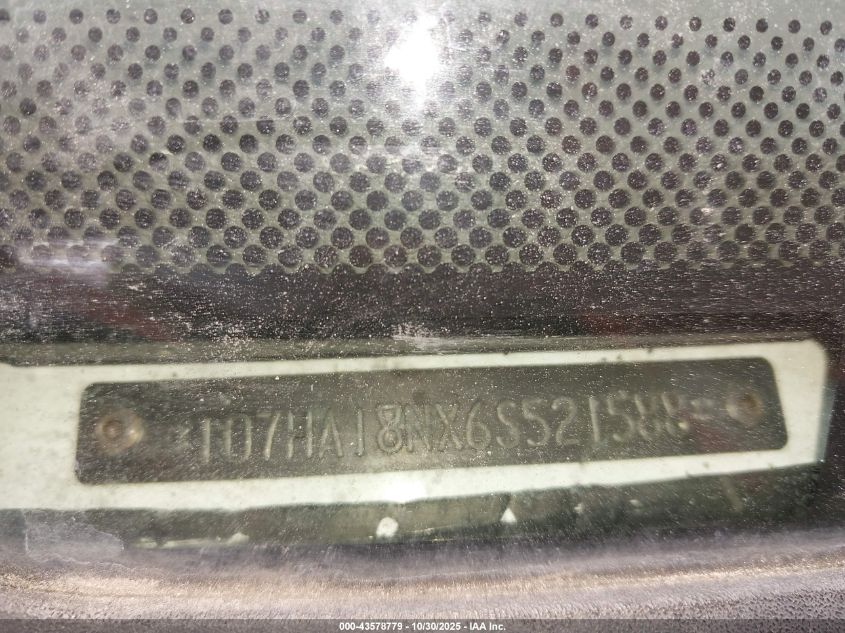 1D7HA18NX6S521588
000-43578779 - 10/30/2025 - IAA Inc.